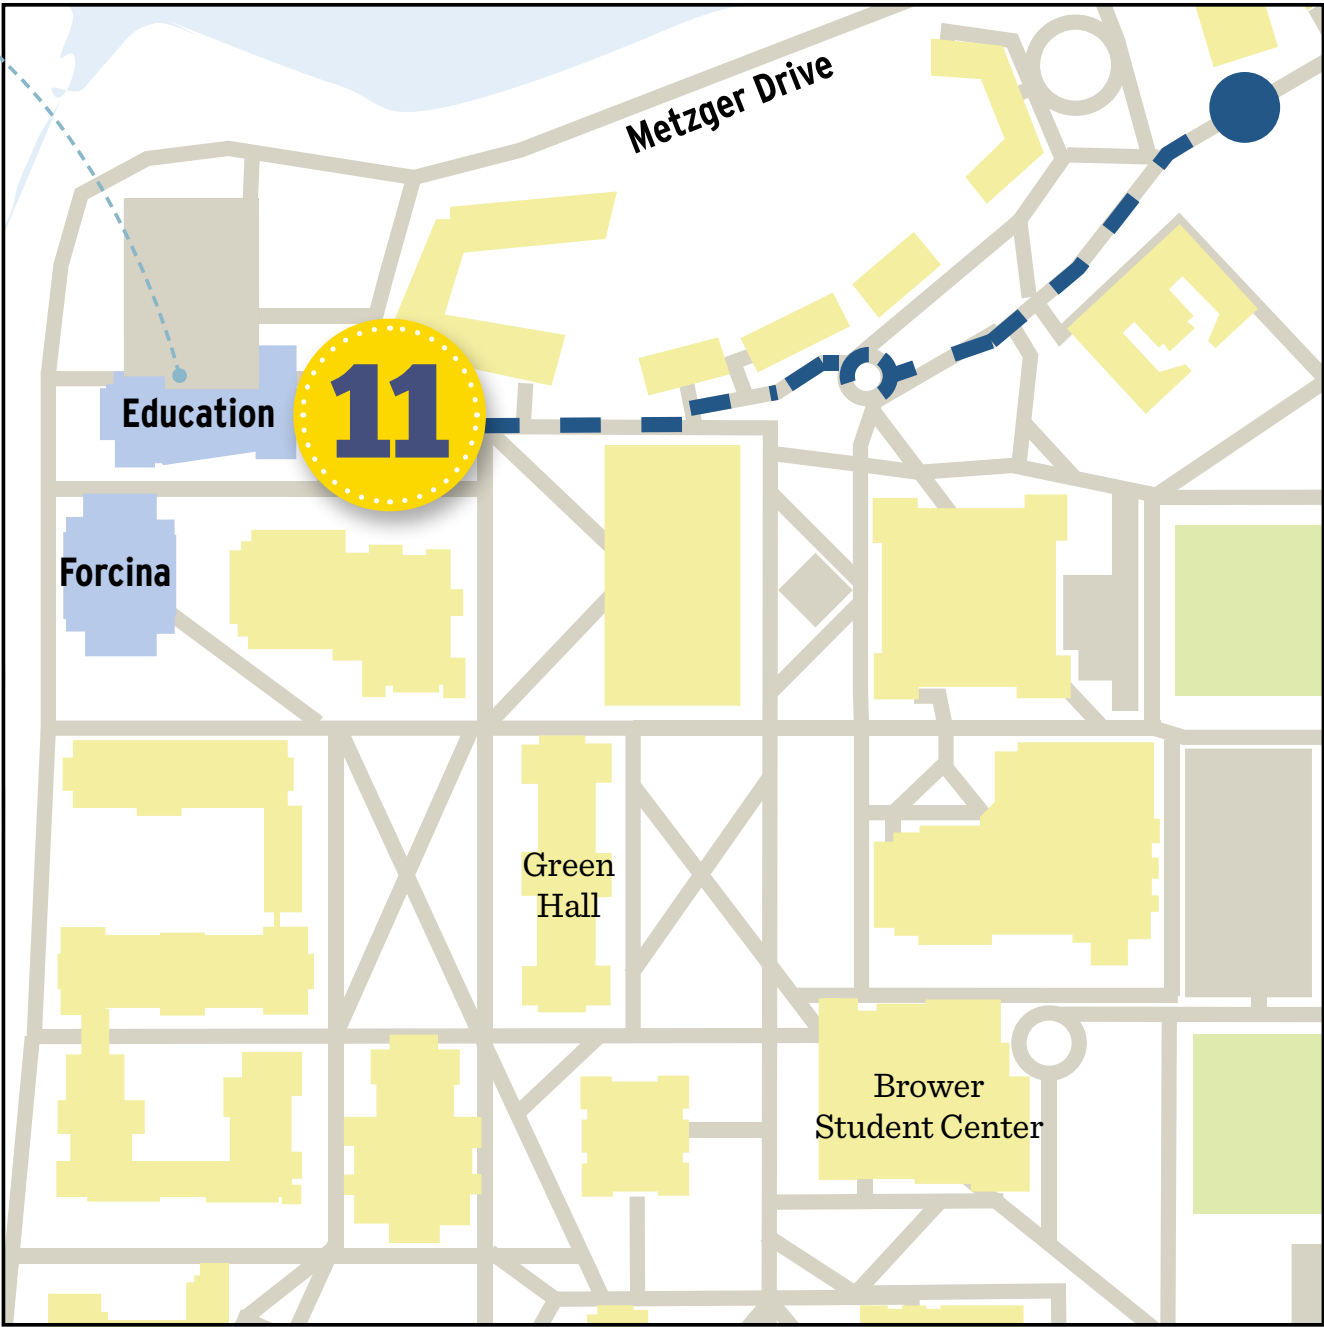 Metzger Drive
11
Education
Forcina
Green
Hall
Brower
Student Center